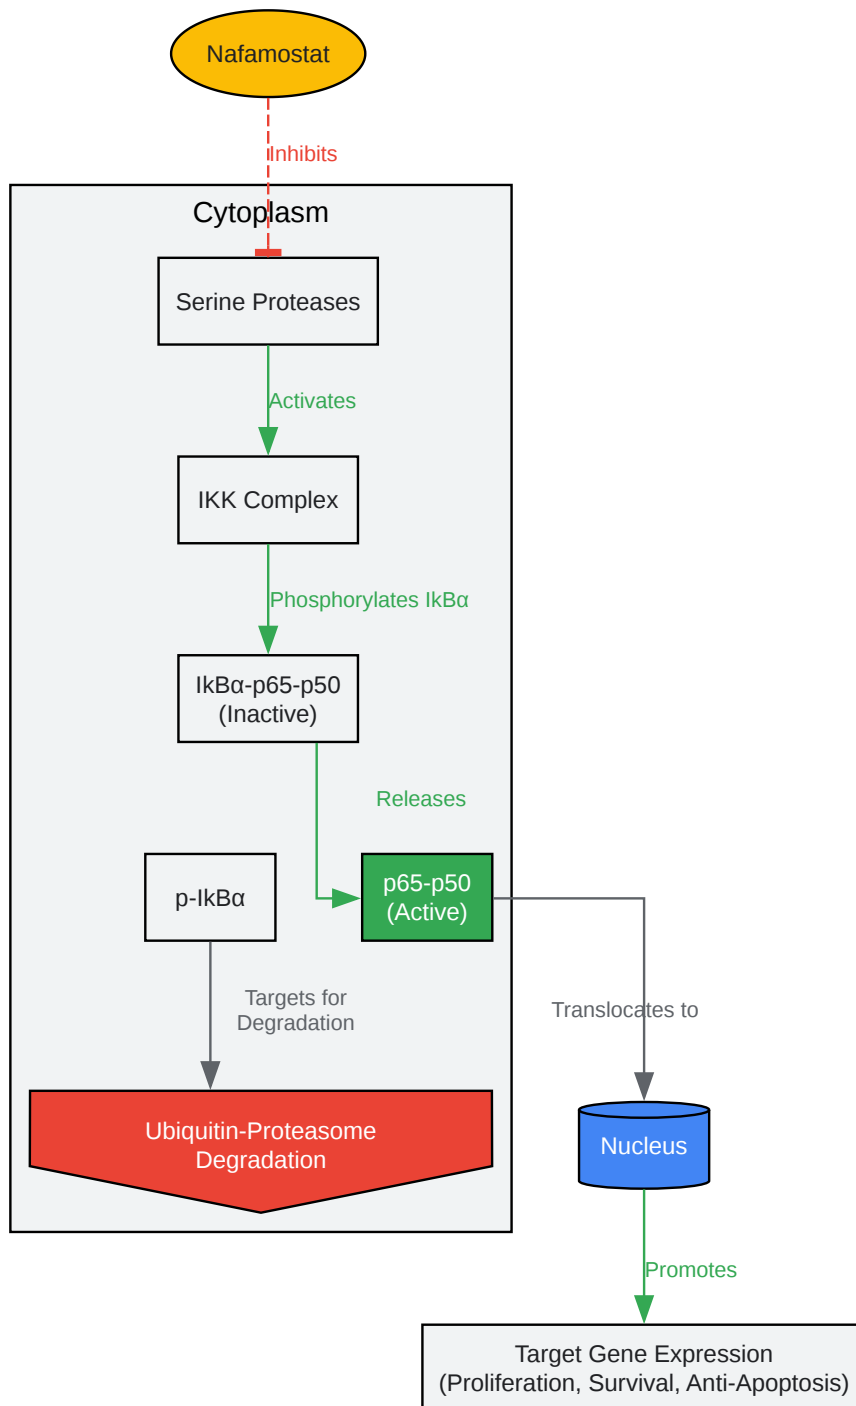 Nafamostat
Inhibits
Cytoplasm
Serine Proteases
Activates
IKK Complex
Phosphorylates IkBα
IkBα-p65-p50
(Inactive)
Releases
p-IkBα
p65-p50
(Active)
Targets for
Degradation
Translocates to
Ubiquitin-Proteasome
Degradation
Nucleus
Promotes
Target Gene Expression
(Proliferation, Survival, Anti-Apoptosis)